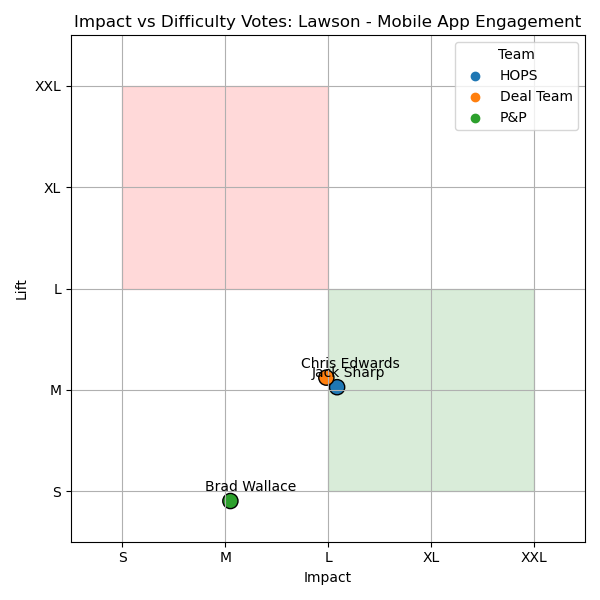 Impact vs Difficulty Votes: Lawson - Mobile App Engagement
Team
HOPS
Deal Team
P&P
XXL
XL
L
M
S
Lift
Chris Edwards
Jack Sharp
Brad Wallace
S M L XL XXL
Impact